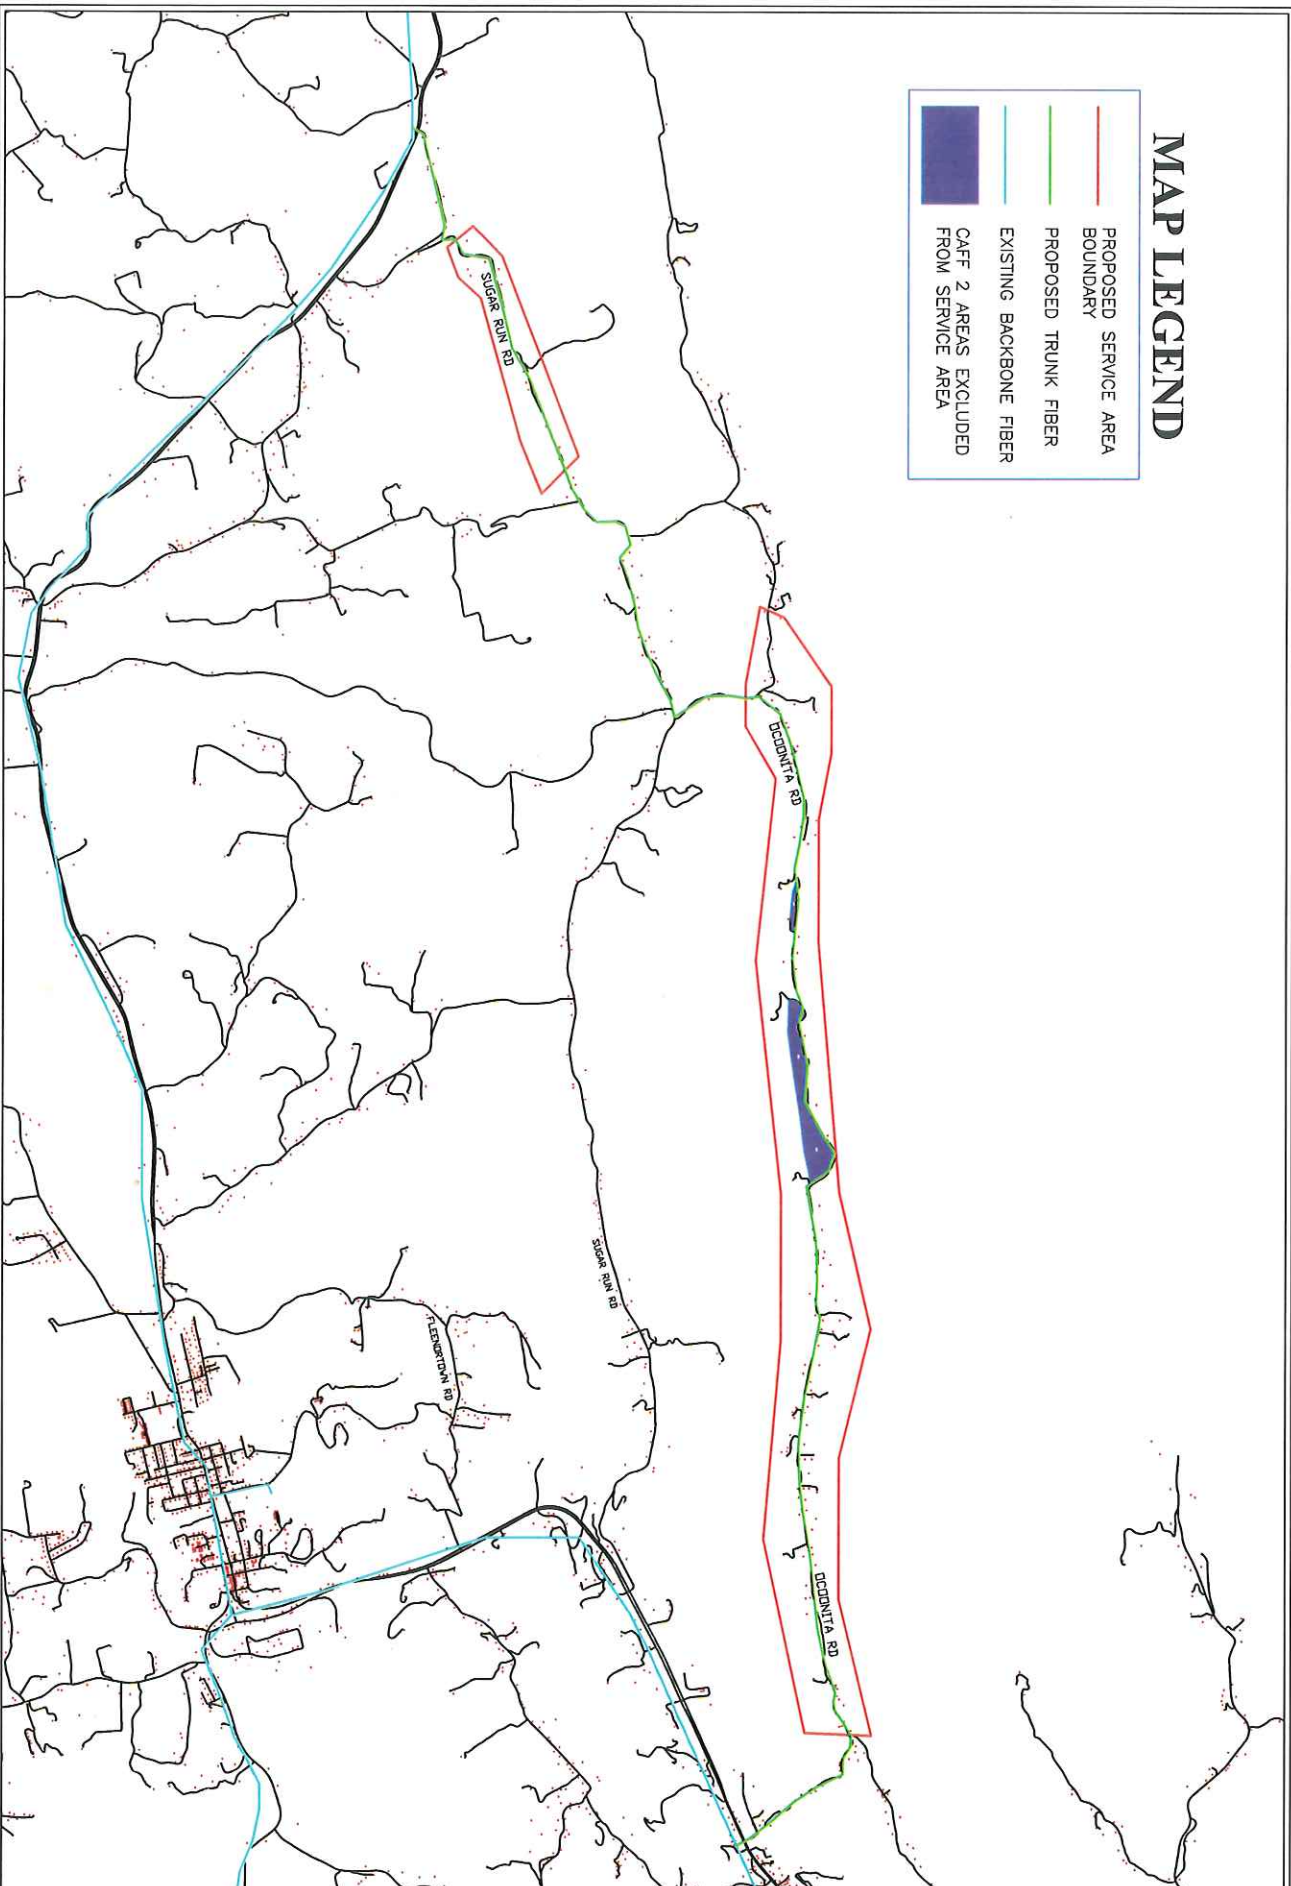 MAP LEGEND
PROPOSED SERVICE AREA
BOUNDARY
PROPOSED TRUNK FIBER
EXISTING BACKBONE FIBER
CAFF 2 AREAS EXCLUDED
FROM SERVICE AREA
SUGAR RUN RD
OCOONITA RD
SUGAR RUN RD
FLEENORTOWN RD
OCOONITA RD